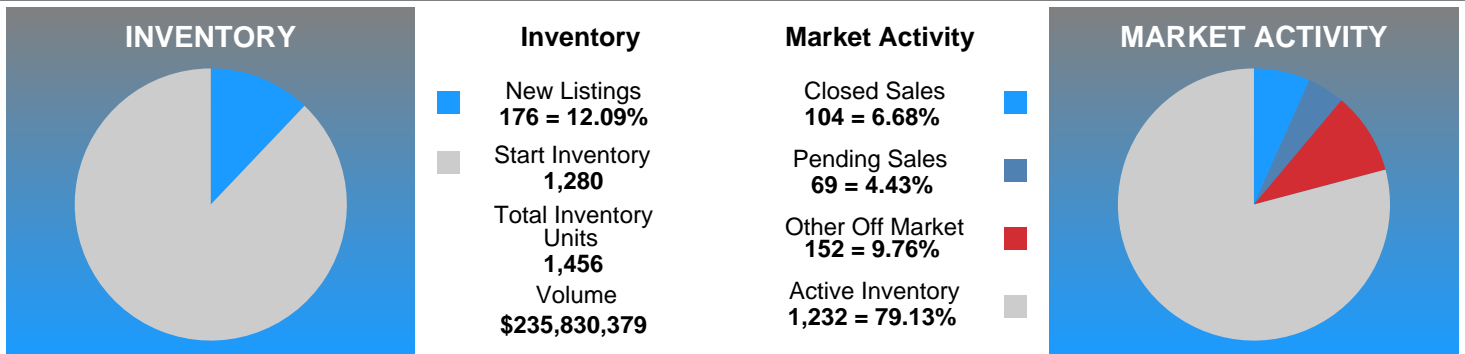 INVENTORY
Inventory
New Listings
176 = 12.09%
Start Inventory
1,280
Total Inventory
Units
1,456
Volume
$235,830,379
Market Activity
Closed Sales
104 = 6.68%
Pending Sales
69 = 4.43%
Other Off Market
152 = 9.76%
Active Inventory
1,232 = 79.13%
MARKET ACTIVITY